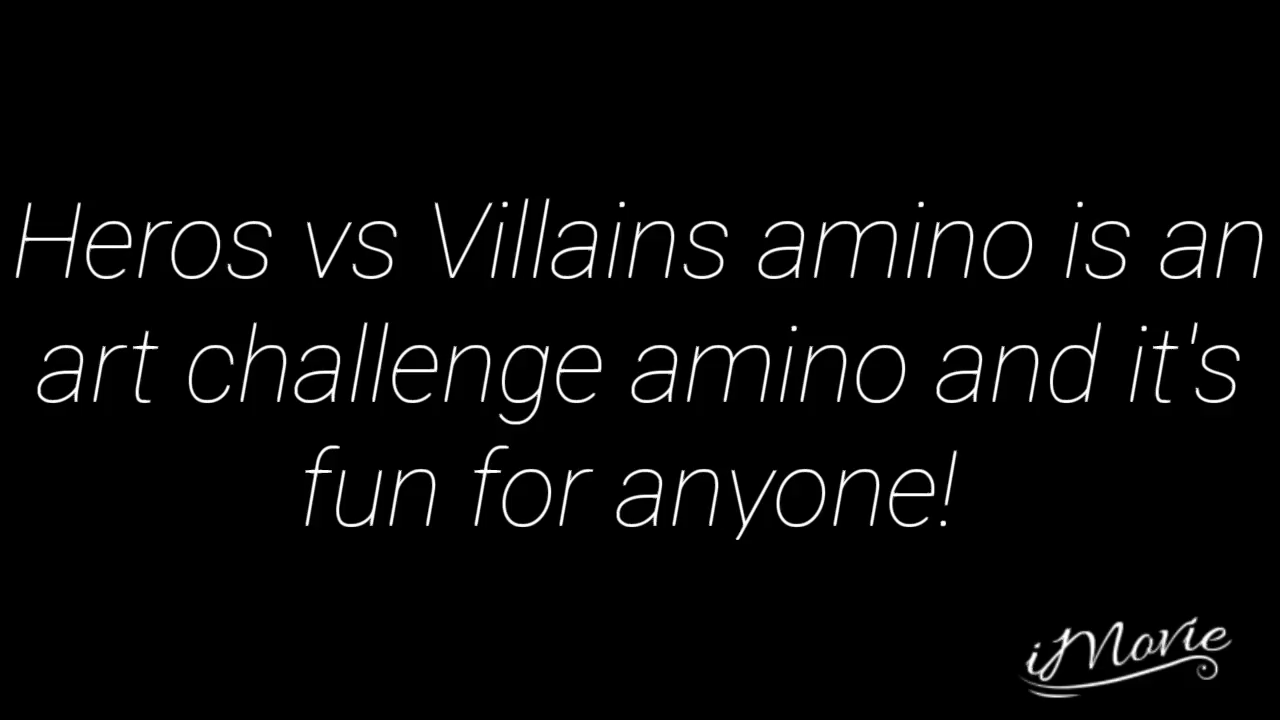 Heros vs Villains amino is an
art challenge amino and it's
fun for anyone!
iMovie